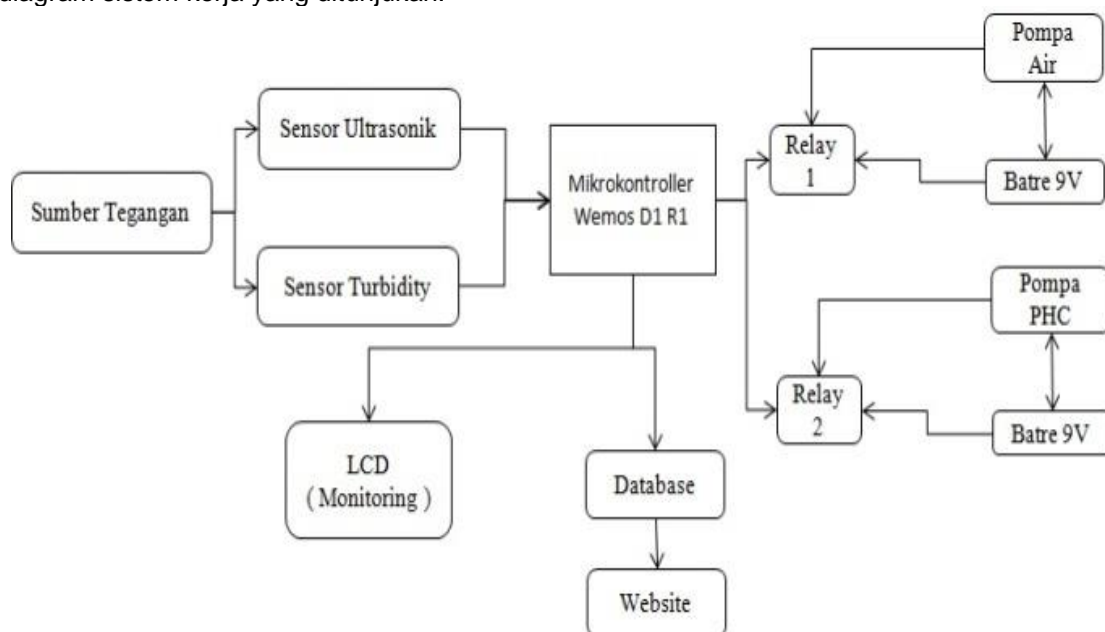 diagram sistem kerja yang ditunjukan.
Pompa
Air
Sensor Ultrasonik
Relay
1
Mikrokontroller
Wemos D1 R1
Batre 9V
Sumber Tegangan
Sensor Turbidity
Pompa
PHC
Relay
2
Batre 9V
LCD
( Monitoring )
Database
Website